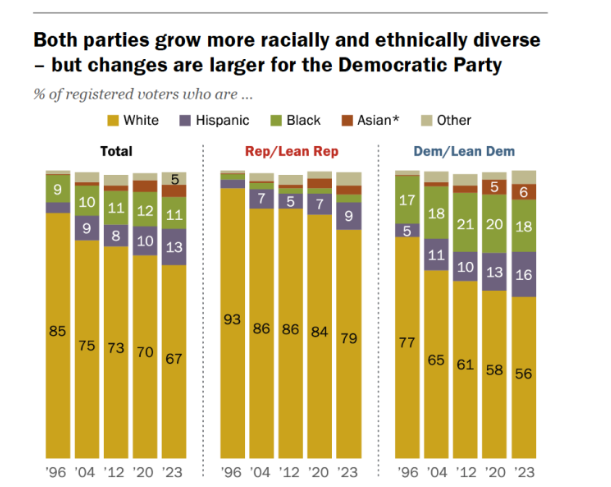 Both parties grow more racially and ethnically diverse
– but changes are larger for the Democratic Party
% of registered voters who are ...
White Hispanic Black Asian* Other
Total
9 10 11 12 5
11
9 8 10 13
85 75 73 70 67
'96 '04 '12 '20 '23
Rep/Lean Rep
7 5 7 9
93 86 86 84 79
'96 '04 '12 '20 '23
Dem/Lean Dem
5 6
17 18 21 20 18
5 11 10 13 16
77 65 61 58 56
'96 '04 '12 '20 '23